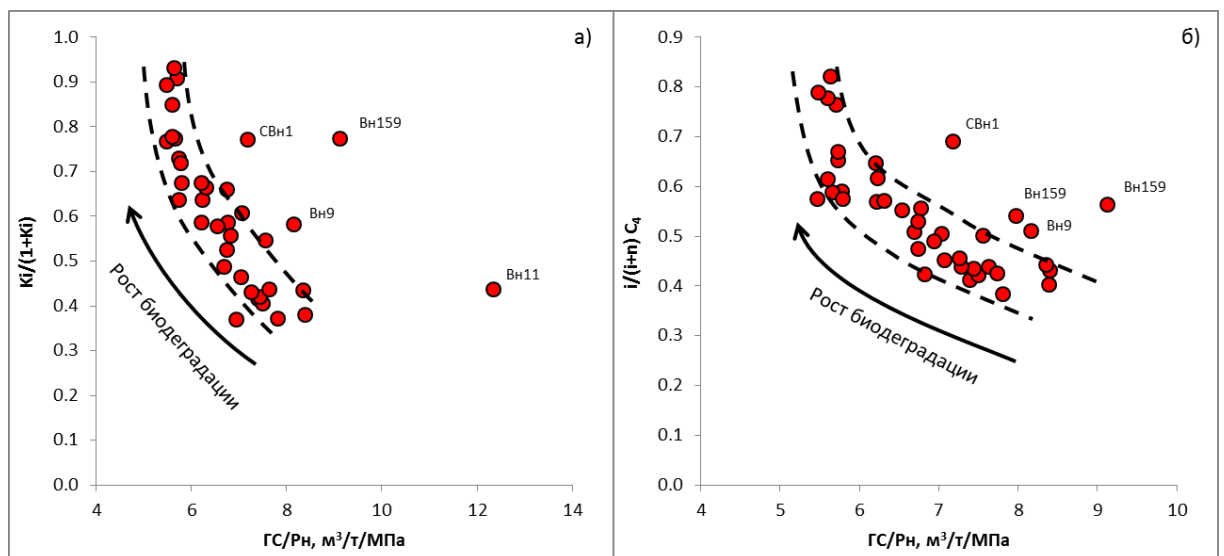 а)
Ki/(1+Ki)
1.0
0.9
0.8
0.7
0.6
0.5
0.4
0.3
0.2
0.1
0.0
СВн1
Вн159
Вн9
Вн11
Рост биодеградации
4 6 8 10 12 14
ГС/Рн, м³/т/МПа
б)
i/(i+n) C₄
0.9
0.8
0.7
0.6
0.5
0.4
0.3
0.2
0.1
0.0
СВн1
Вн159
Вн159
Вн9
Рост биодеградации
4 5 6 7 8 9 10
ГС/Рн, м³/т/МПа